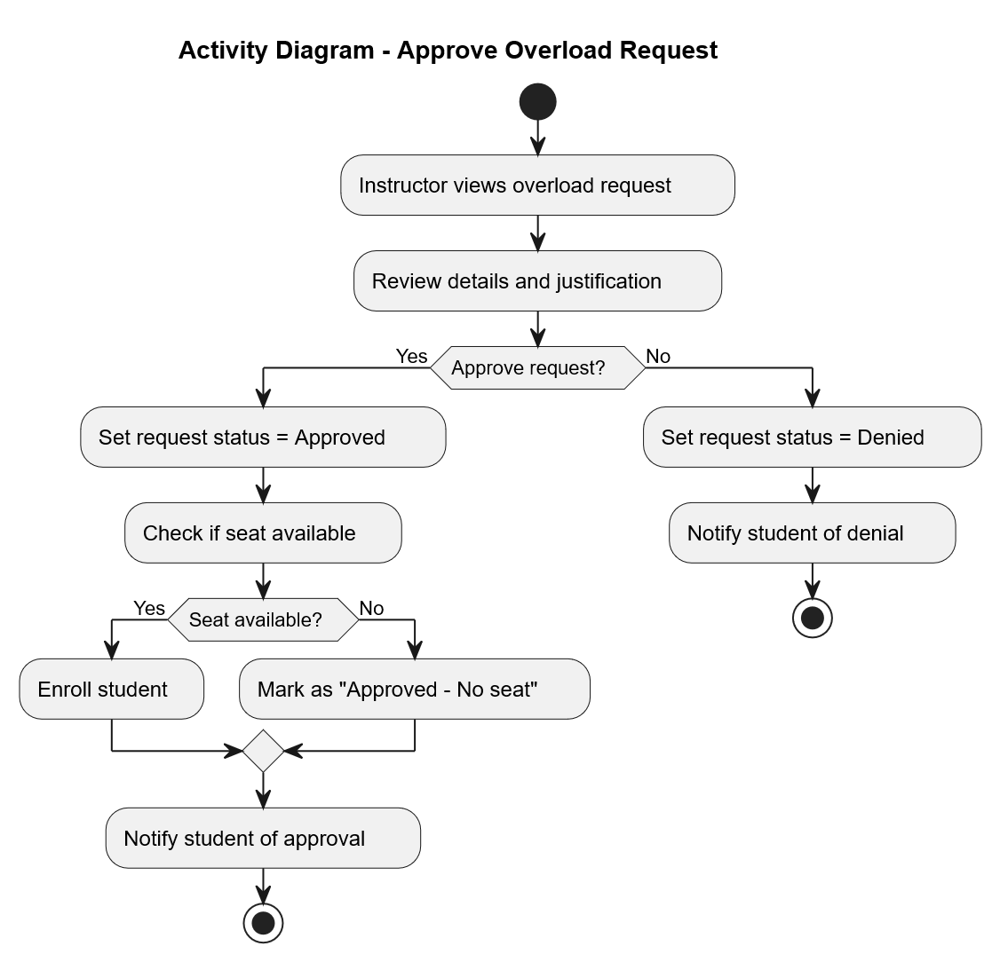 Activity Diagram - Approve Overload Request
Instructor views overload request
Review details and justification
Yes
Approve request?
No
Set request status = Approved
Set request status = Denied
Check if seat available
Notify student of denial
Yes
Seat available?
No
Enroll student
Mark as "Approved - No seat"
Notify student of approval